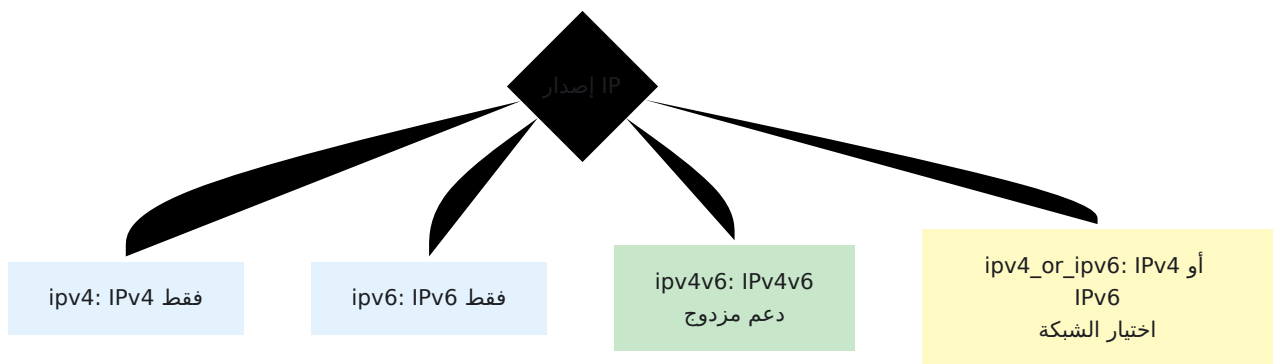 إصدار IP
ipv4: IPv4 فقط
ipv6: IPv6 فقط
ipv4v6: IPv4v6
دعم مزدوج
ipv4_or_ipv6: IPv4 أو
IPv6
اختيار الشبكة